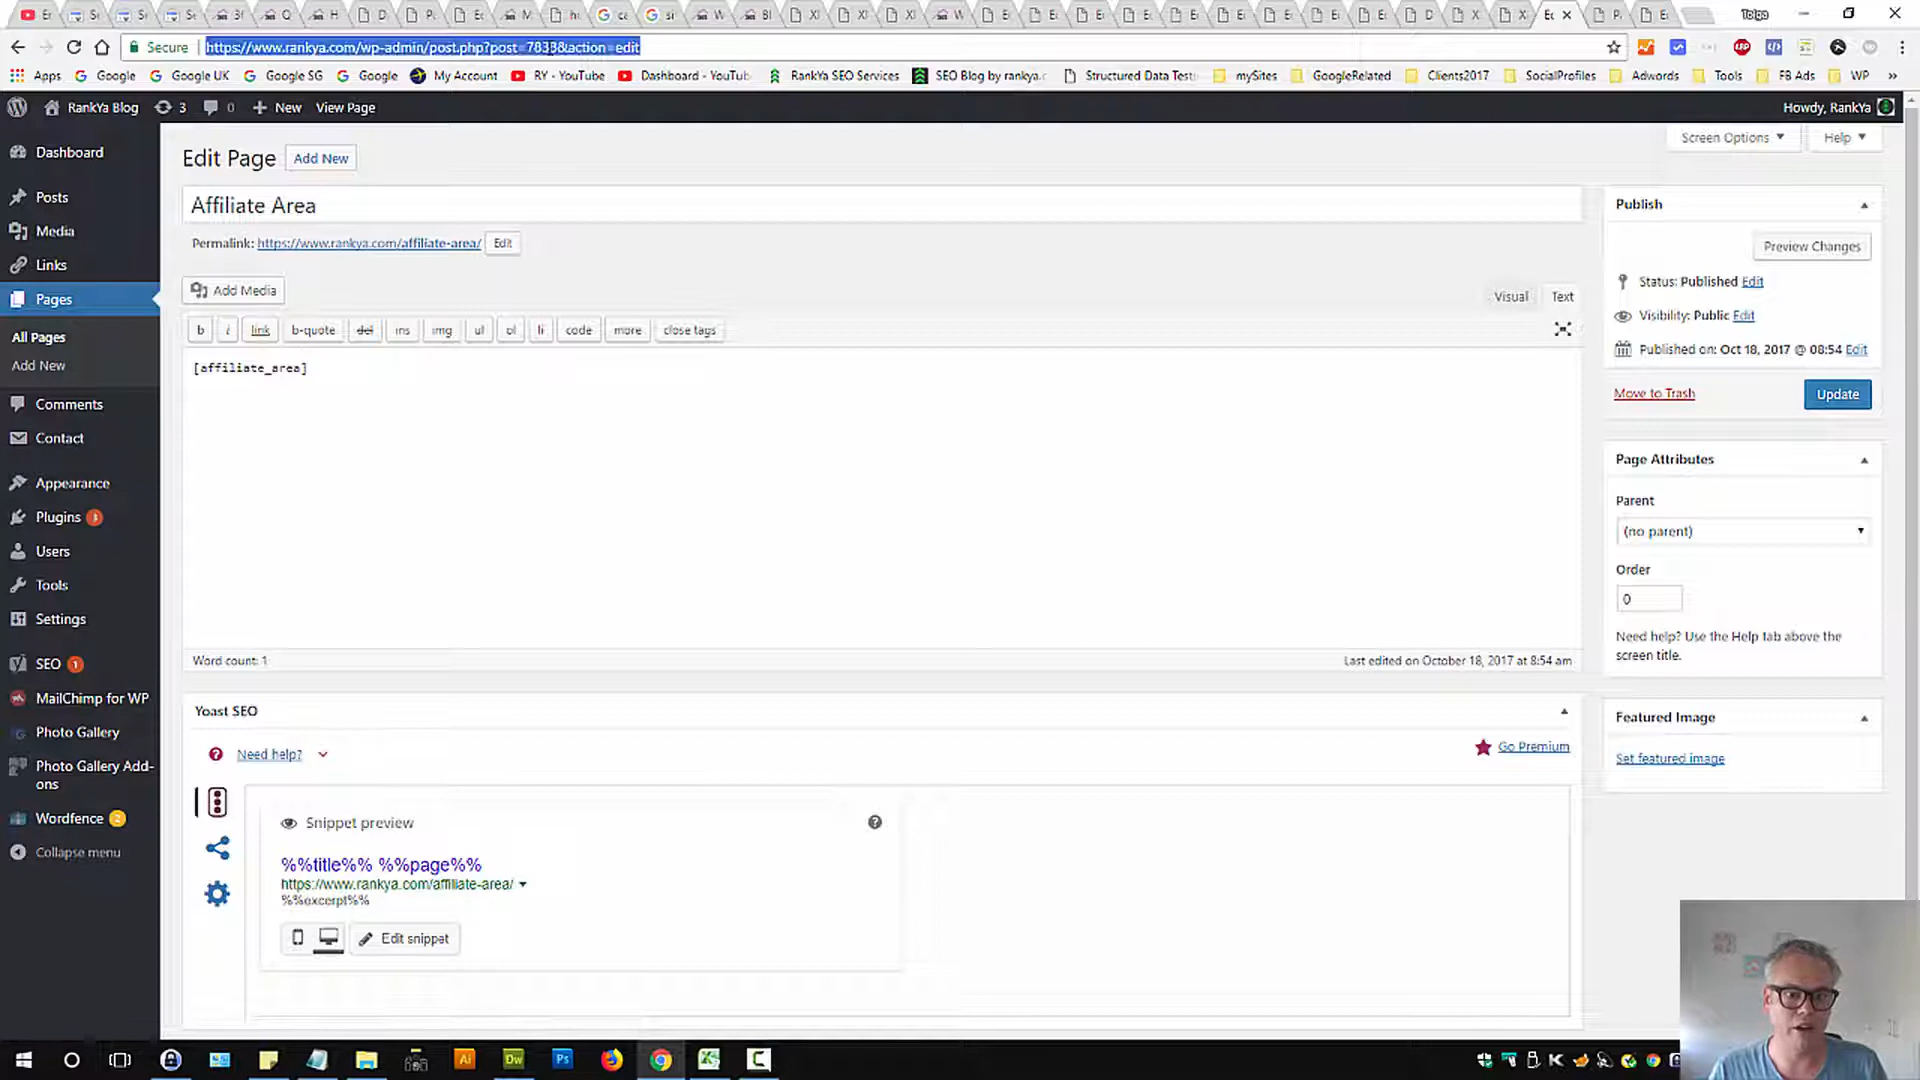 Tolga
Secure
https://www.rankya.com/wp-admin/post.php?post=7838&action=edit
Apps Google Google UK Google SG Google My Account RY - YouTube Dashboard - YouTub RankYa SEO Services SEO Blog by rankya.c Structured Data Testi mySites GoogleRelated Clients2017 SocialProfiles Adwords Tools FB Ads WP »
RankYa Blog 3 0 New View Page Howdy, RankYa
Screen Options Help
Dashboard
Posts
Media
Links
Pages
All Pages
Add New
Comments
Contact
Appearance
Plugins 3
Users
Tools
Settings
SEO 1
MailChimp for WP
Photo Gallery
Photo Gallery Add-
ons
Wordfence 2
Collapse menu
Edit Page Add New
Affiliate Area
Permalink: https://www.rankya.com/affiliate-area/ Edit
Add Media
Visual Text
b i link b-quote del ins img ul ol li code more close tags
[affiliate_area]
Word count: 1
Last edited on October 18, 2017 at 8:54 am
Yoast SEO
Need help?
Go Premium
Snippet preview
%%title%% %%page%%
https://www.rankya.com/affiliate-area/
%%excerpt%%
Edit snippet
Publish
Preview Changes
Status: Published Edit
Visibility: Public Edit
Published on: Oct 18, 2017 @ 08:54 Edit
Move to Trash
Update
Page Attributes
Parent
(no parent)
Order
0
Need help? Use the Help tab above the
screen title.
Featured Image
Set featured image
Ai
Dw
Ps